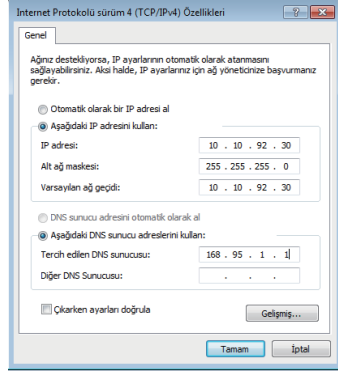 Internet Protokolü sürüm 4 (TCP/IPv4) Özellikleri
Genel
Ağınız destekliyorsa, IP ayarlarının otomatik olarak atanmasını
sağlayabilirsiniz. Aksi halde, IP ayarlarınız için ağ yöneticinize başvurmanız
gerekir.
Otomatik olarak bir IP adresi al
Aşağıdaki IP adresini kullan:
IP adresi: 10 . 10 . 92 . 30
Alt ağ maskesi: 255 . 255 . 255 . 0
Varsayılan ağ geçidi: 10 . 10 . 92 . 30
DNS sunucu adresini otomatik olarak al
Aşağıdaki DNS sunucu adreslerini kullan:
Tercih edilen DNS sunucusu: 168 . 95 . 1 . 1
Diğer DNS Sunucusu: . . .
Çıkarken ayarları doğrula
Gelişmiş...
Tamam İptal